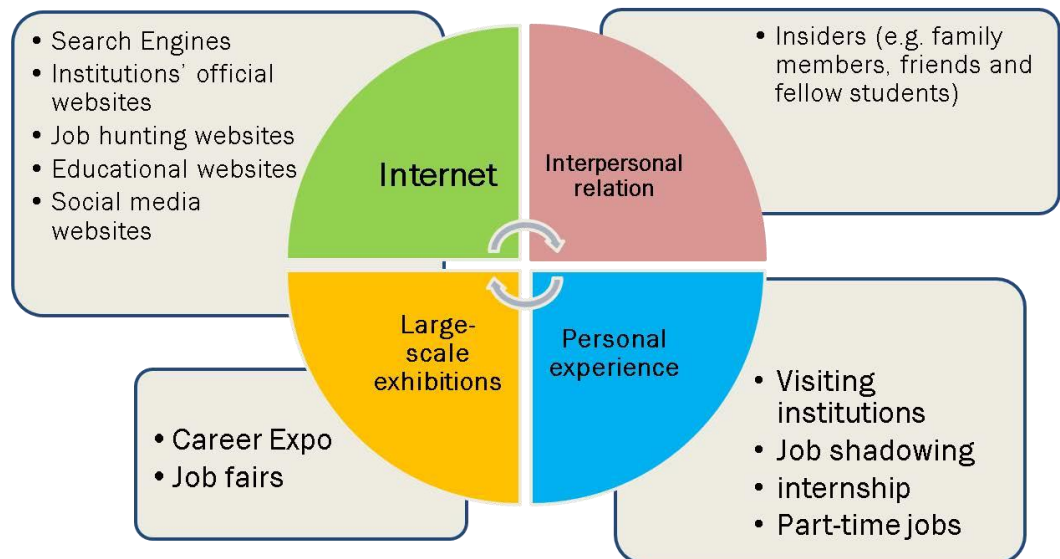 • Search Engines
• Institutions’ official
websites
• Job hunting websites
• Educational websites
• Social media
websites
Internet
• Insiders (e.g. family
members, friends and
fellow students)
Interpersonal
relation
Large-
scale
exhibitions
• Career Expo
• Job fairs
Personal
experience
• Visiting
institutions
• Job shadowing
• internship
• Part-time jobs